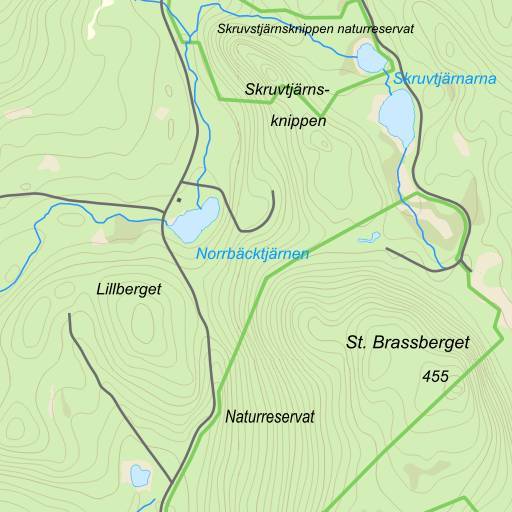 Skruvstjärnsknippen naturreservat
Skruvtjärnarna
Skruvtjärns-
knippen
Norrbäcktjärnen
Lillberget
St. Brassberget
455
Naturreservat